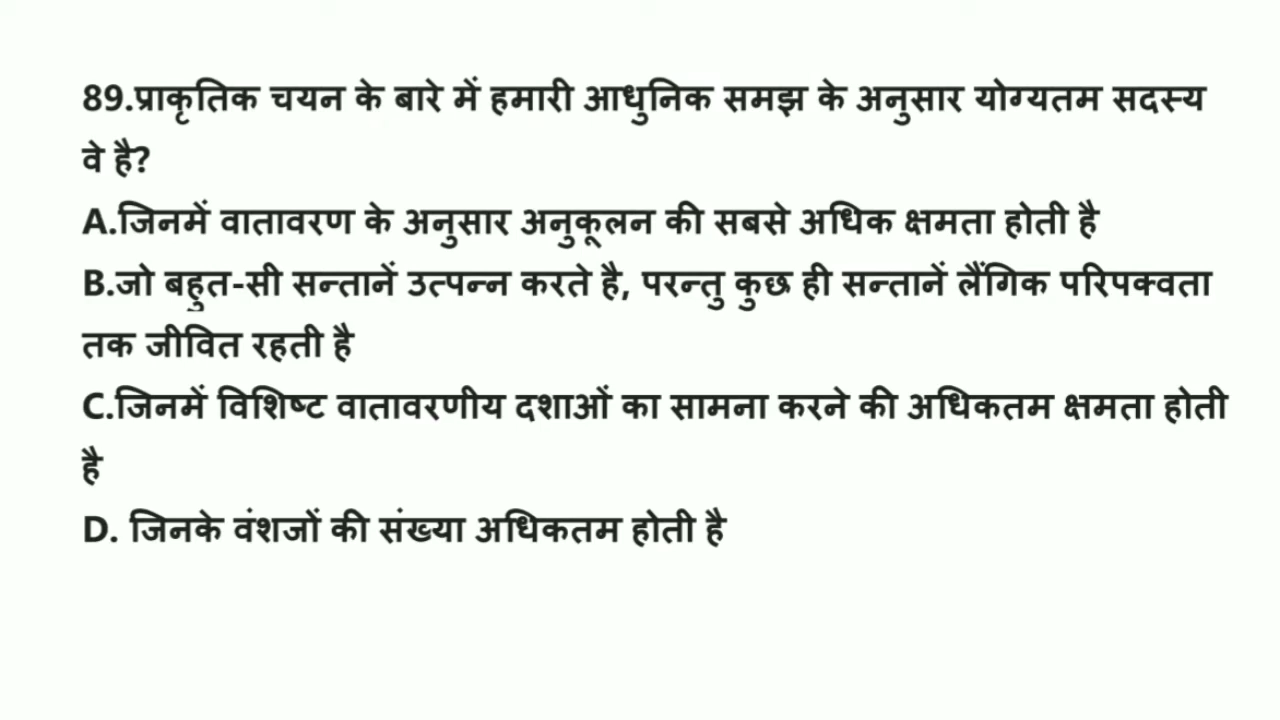 89.प्राकृतिक चयन के बारे में हमारी आधुनिक समझ के अनुसार योग्यतम सदस्य
वे है?
A.जिनमें वातावरण के अनुसार अनुकूलन की सबसे अधिक क्षमता होती है
B.जो बहुत-सी सन्तानें उत्पन्न करते है, परन्तु कुछ ही सन्तानें लैंगिक परिपक्वता
तक जीवित रहती है
C.जिनमें विशिष्ट वातावरणीय दशाओं का सामना करने की अधिकतम क्षमता होती
है
D. जिनके वंशजों की संख्या अधिकतम होती है